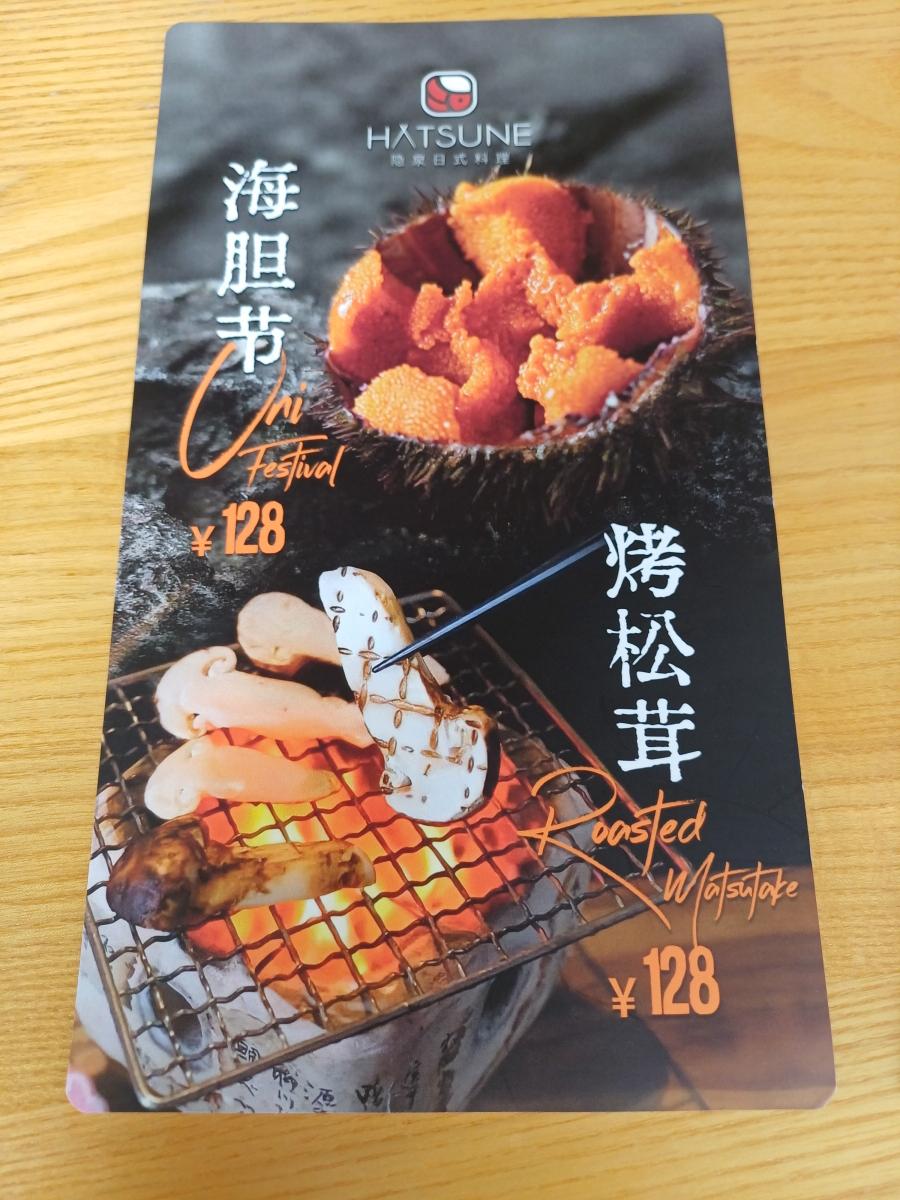 HATSUNE
隐泉日式料理
海胆节
Uni
Festival
¥128
烤松茸
Roasted
Matsutake
¥128
源